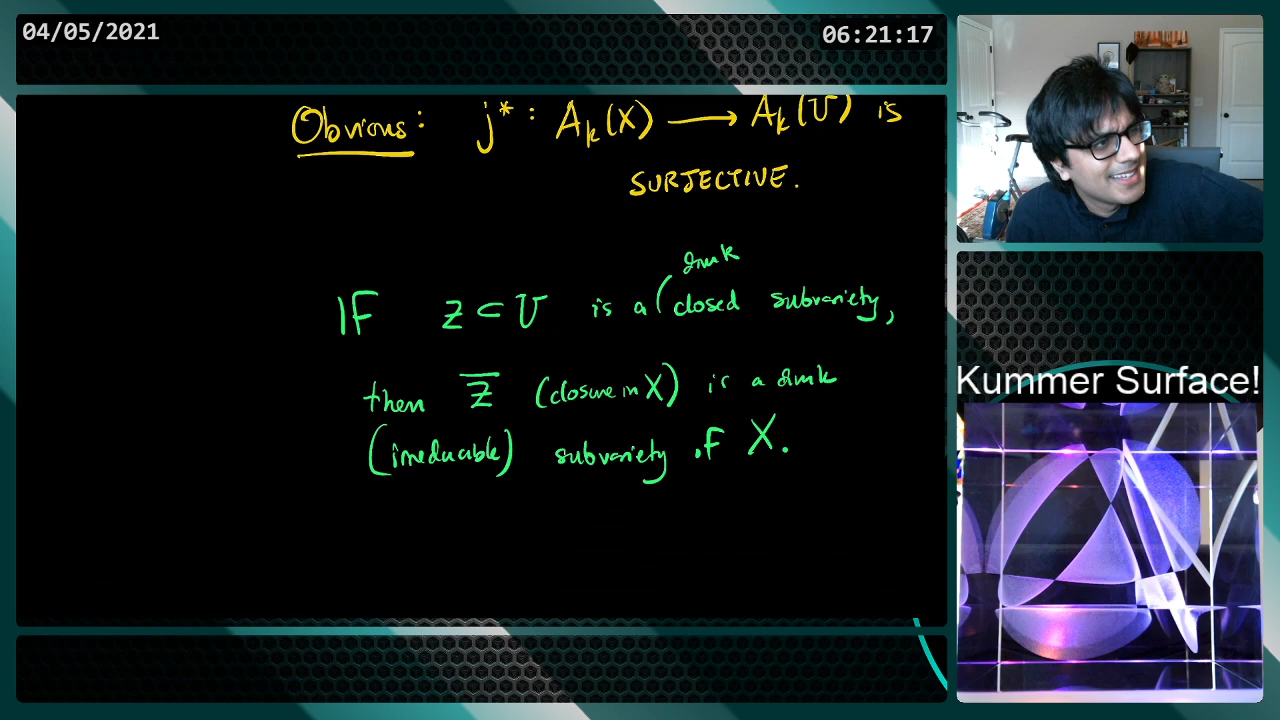 04/05/2021
06:21:17
Obvious: j* : A_k(X) ⟶ A_k(U) is
SURJECTIVE.
dim k
IF Z ⊂ U is a ( closed subvariety,
then Z̅ (closure in X) is a dim k
(irreducible) subvariety of X.
Kummer Surface!